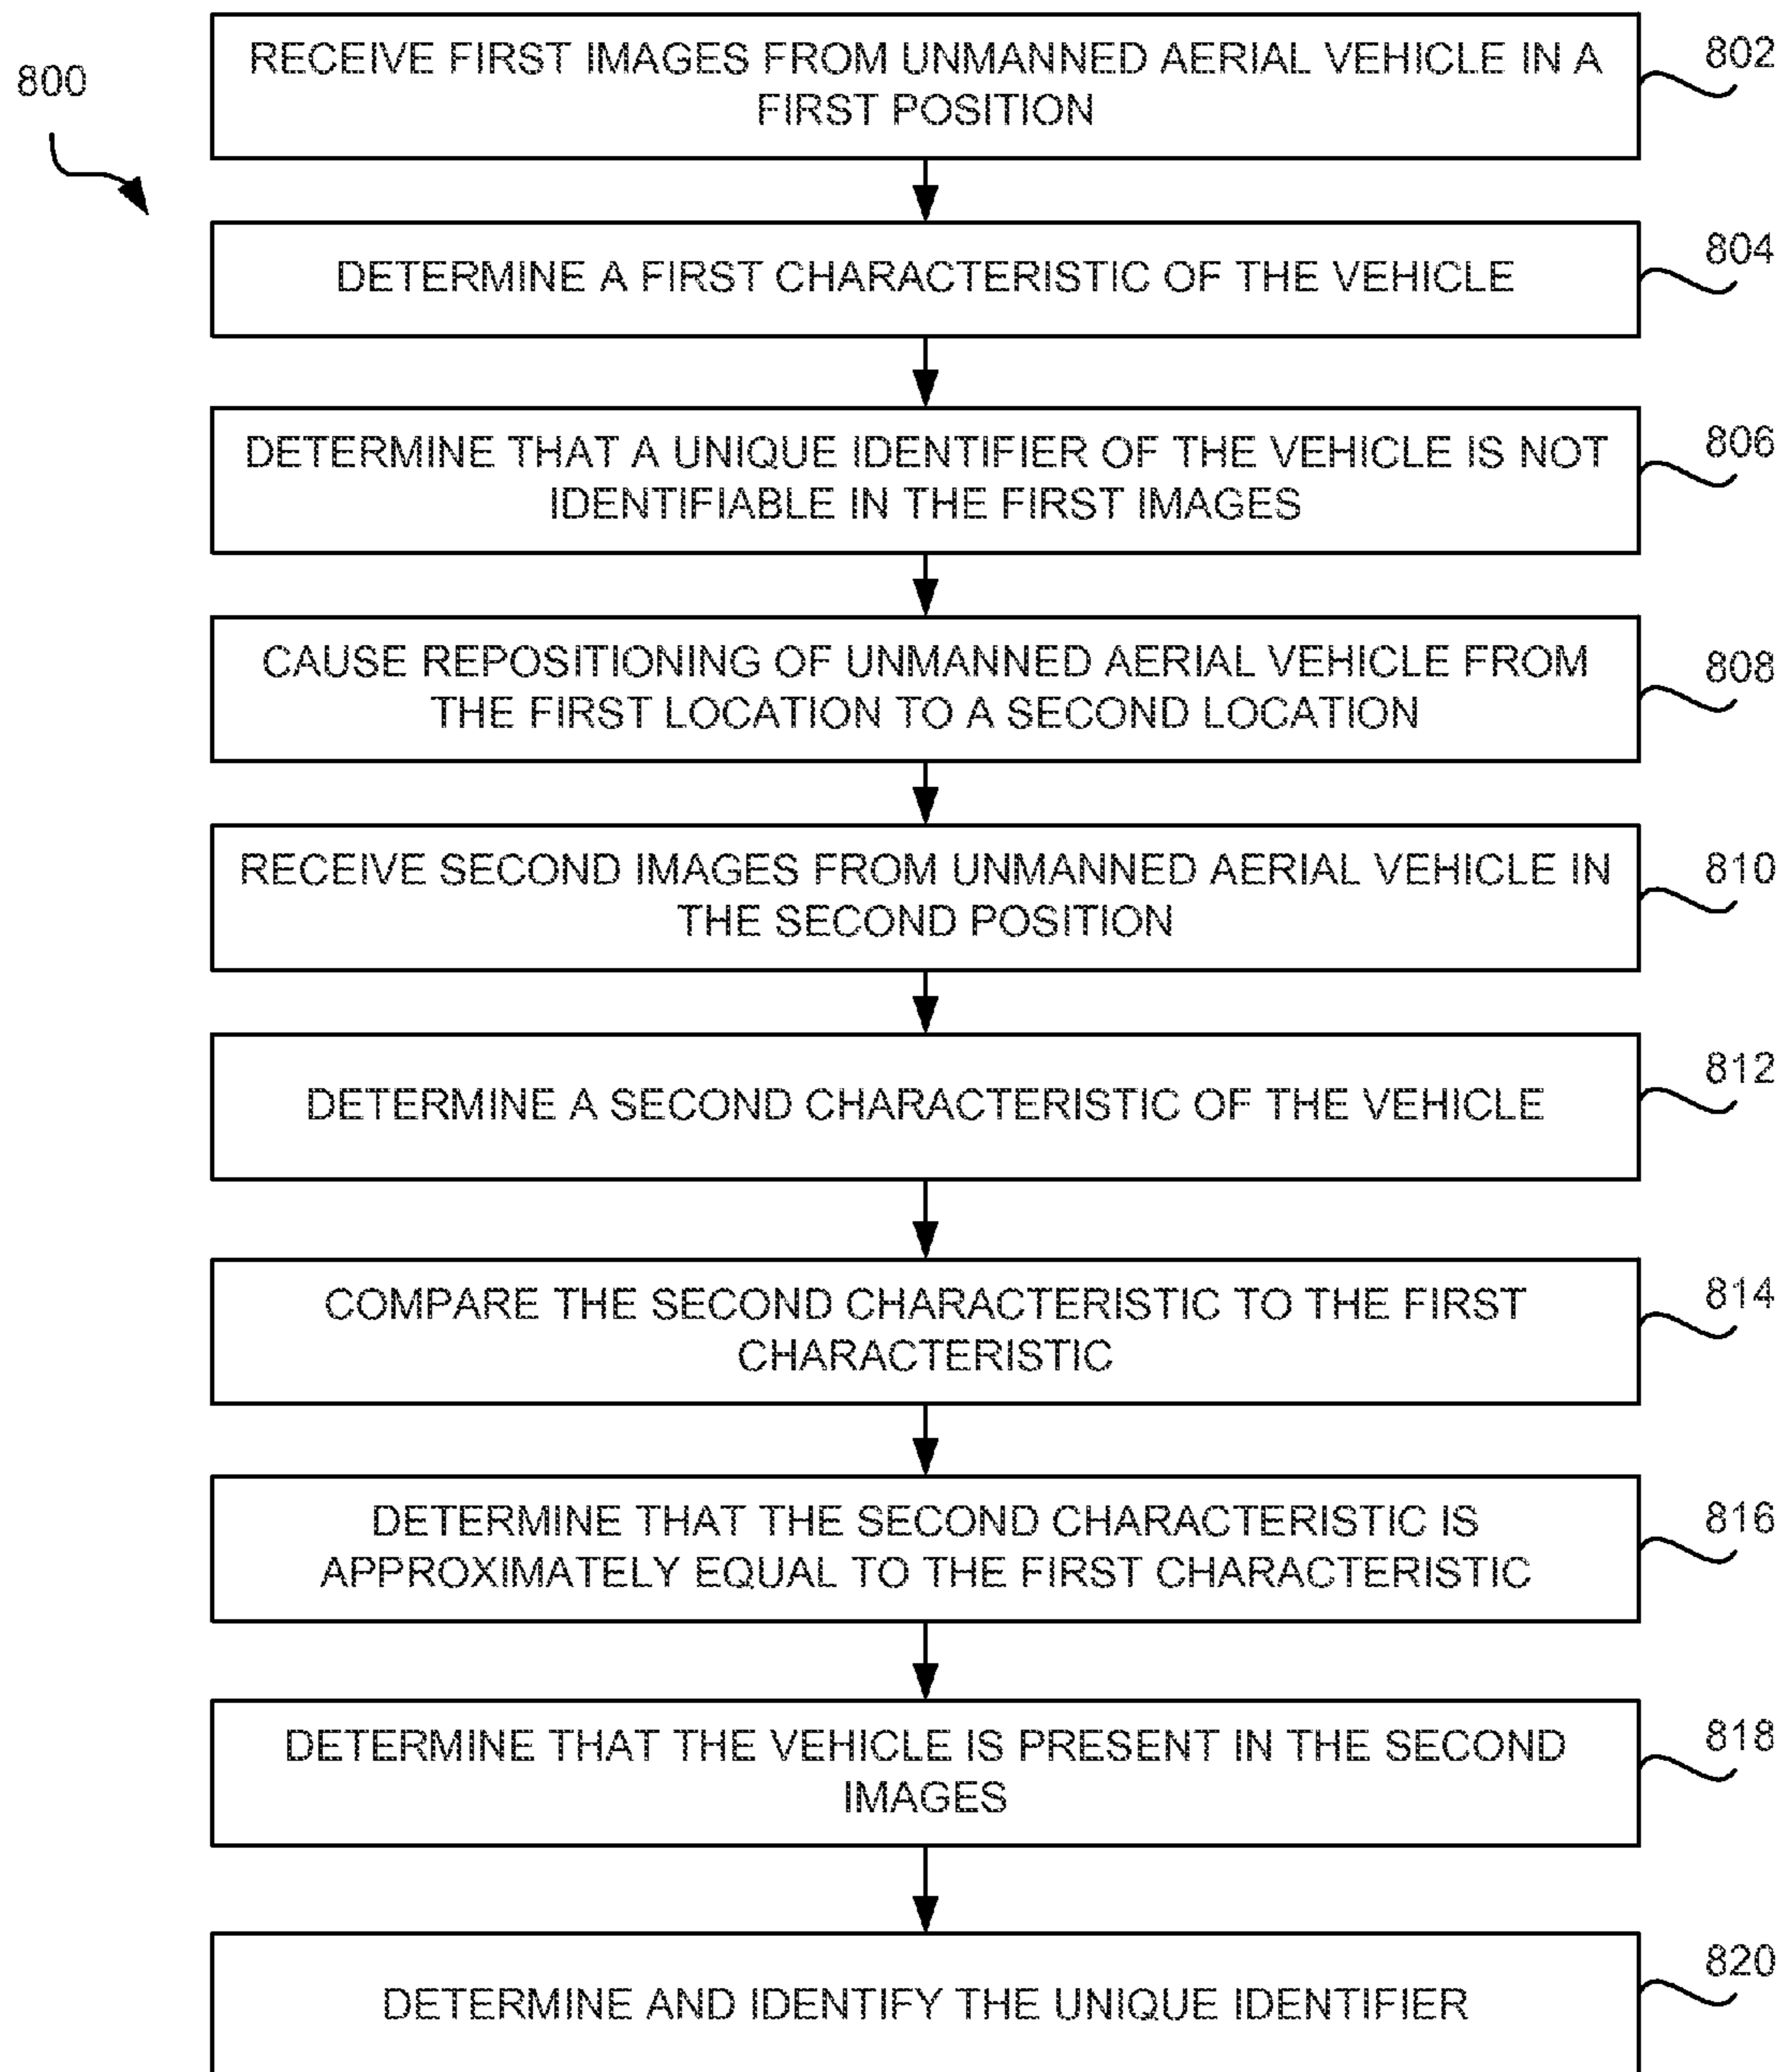 800
RECEIVE FIRST IMAGES FROM UNMANNED AERIAL VEHICLE IN A
FIRST POSITION
802
DETERMINE A FIRST CHARACTERISTIC OF THE VEHICLE
804
DETERMINE THAT A UNIQUE IDENTIFIER OF THE VEHICLE IS NOT
IDENTIFIABLE IN THE FIRST IMAGES
806
CAUSE REPOSITIONING OF UNMANNED AERIAL VEHICLE FROM
THE FIRST LOCATION TO A SECOND LOCATION
808
RECEIVE SECOND IMAGES FROM UNMANNED AERIAL VEHICLE IN
THE SECOND POSITION
810
DETERMINE A SECOND CHARACTERISTIC OF THE VEHICLE
812
COMPARE THE SECOND CHARACTERISTIC TO THE FIRST
CHARACTERISTIC
814
DETERMINE THAT THE SECOND CHARACTERISTIC IS
APPROXIMATELY EQUAL TO THE FIRST CHARACTERISTIC
816
DETERMINE THAT THE VEHICLE IS PRESENT IN THE SECOND
IMAGES
818
DETERMINE AND IDENTIFY THE UNIQUE IDENTIFIER
820